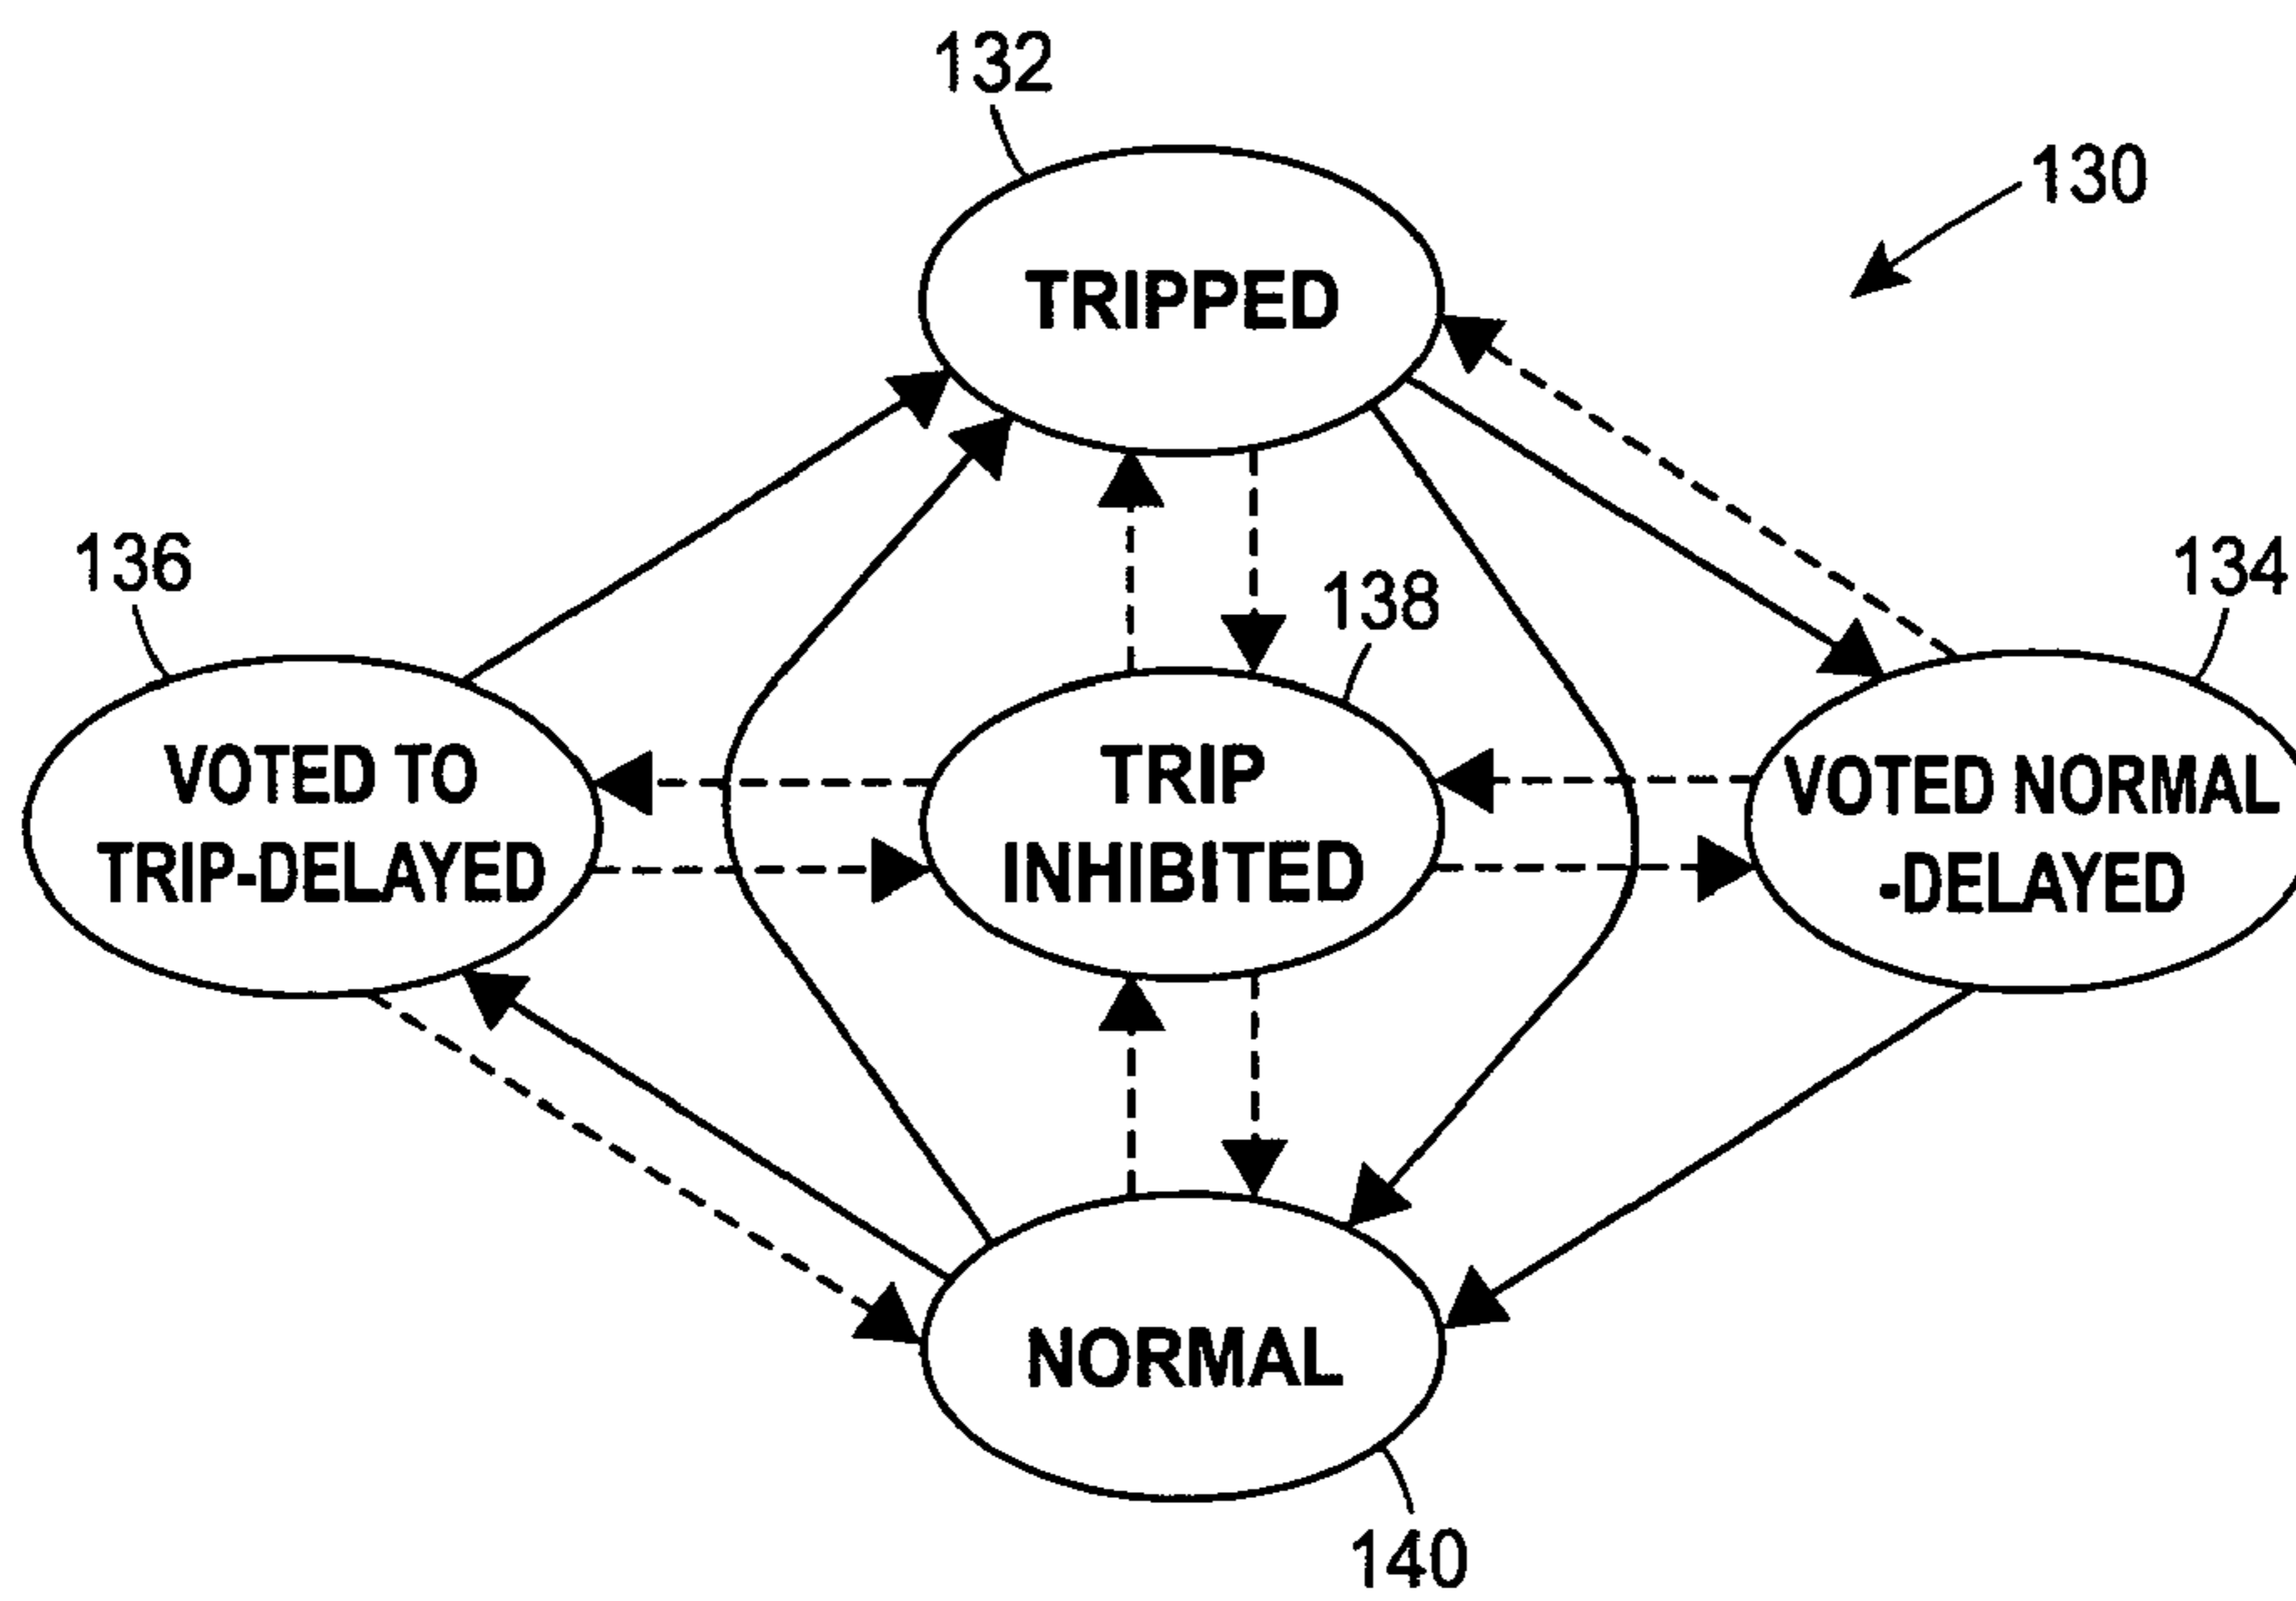 132
130
TRIPPED
136
138
134
VOTED TO
TRIP-DELAYED
TRIP
INHIBITED
VOTED NORMAL
-DELAYED
NORMAL
140